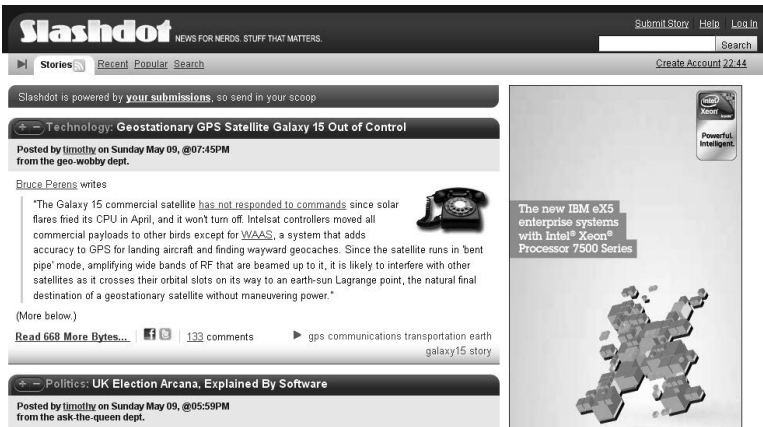 Slashdot NEWS FOR NERDS. STUFF THAT MATTERS.
Submit Story Help Log In
Search
Stories Recent Popular Search
Create Account 22:44
Slashdot is powered by your submissions, so send in your scoop
+ − Technology: Geostationary GPS Satellite Galaxy 15 Out of Control
Posted by timothy on Sunday May 09, @07:45PM
from the geo-wobby dept.
Bruce Perens writes
"The Galaxy 15 commercial satellite has not responded to commands since solar
flares fried its CPU in April, and it won't turn off. Intelsat controllers moved all
commercial payloads to other birds except for WAAS, a system that adds
accuracy to GPS for landing aircraft and finding wayward geocaches. Since the satellite runs in 'bent
pipe' mode, amplifying wide bands of RF that are beamed up to it, it is likely to interfere with other
satellites as it crosses their orbital slots on its way to an earth-sun Lagrange point, the natural final
destination of a geostationary satellite without maneuvering power."
(More below.)
Read 668 More Bytes... f t 133 comments
gps communications transportation earth
galaxy15 story
+ − Politics: UK Election Arcana, Explained By Software
Posted by timothy on Sunday May 09, @05:59PM
from the ask-the-queen dept.
intel
Xeon
Powerful.
Intelligent.
The new IBM eX5
enterprise systems
with Intel® Xeon®
Processor 7500 Series